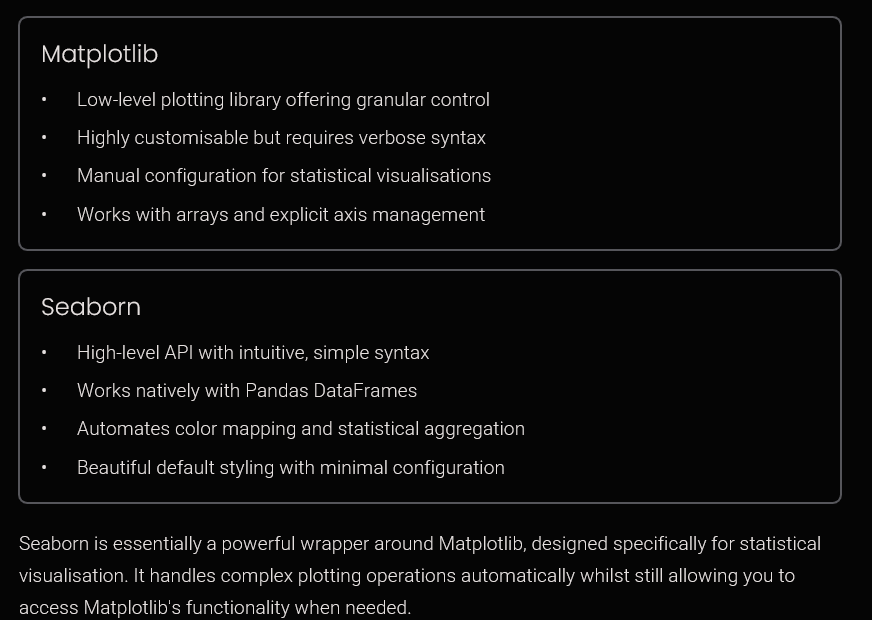 Matplotlib
• Low-level plotting library offering granular control
• Highly customisable but requires verbose syntax
• Manual configuration for statistical visualisations
• Works with arrays and explicit axis management
Seaborn
• High-level API with intuitive, simple syntax
• Works natively with Pandas DataFrames
• Automates color mapping and statistical aggregation
• Beautiful default styling with minimal configuration
Seaborn is essentially a powerful wrapper around Matplotlib, designed specifically for statistical
visualisation. It handles complex plotting operations automatically whilst still allowing you to
access Matplotlib's functionality when needed.